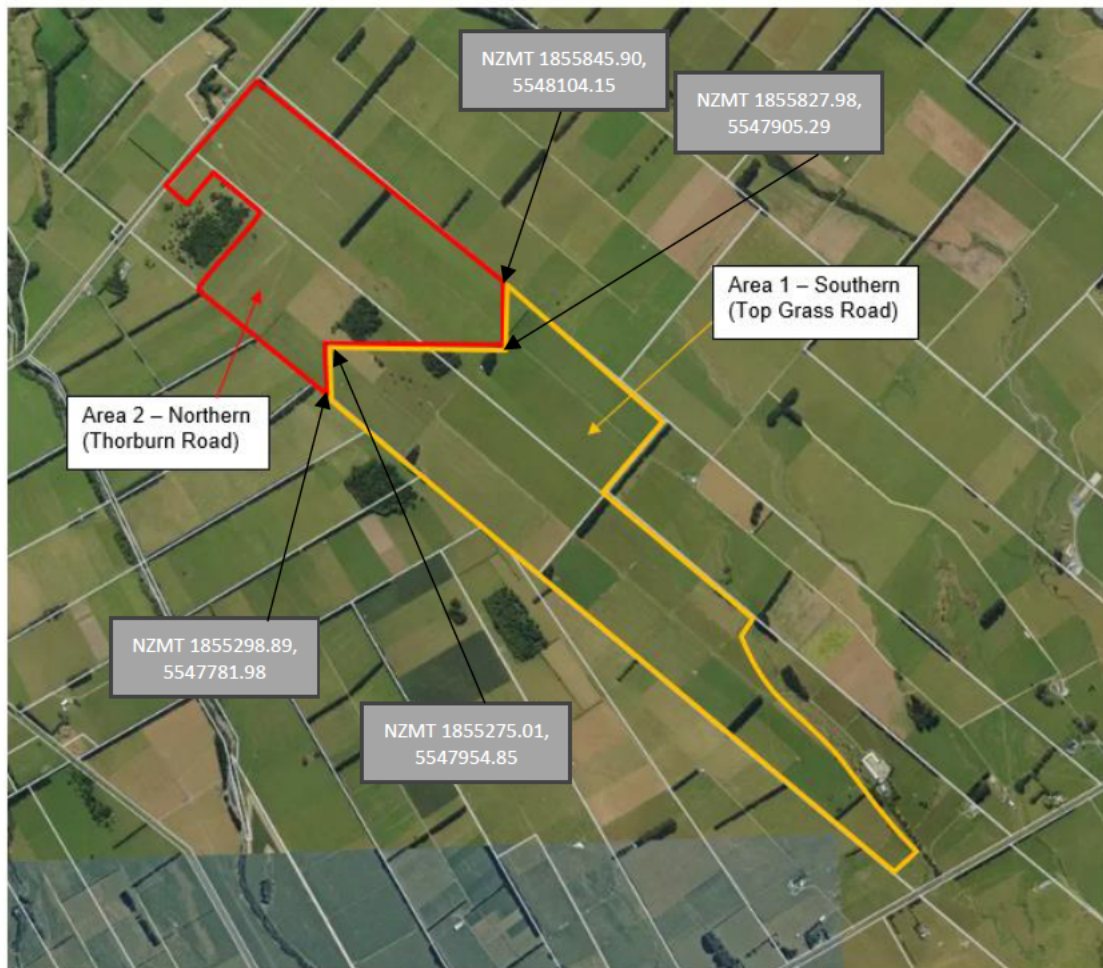 NZMT 1855845.90,
5548104.15
NZMT 1855827.98,
5547905.29
Area 1 – Southern
(Top Grass Road)
Area 2 – Northern
(Thorburn Road)
NZMT 1855298.89,
5547781.98
NZMT 1855275.01,
5547954.85